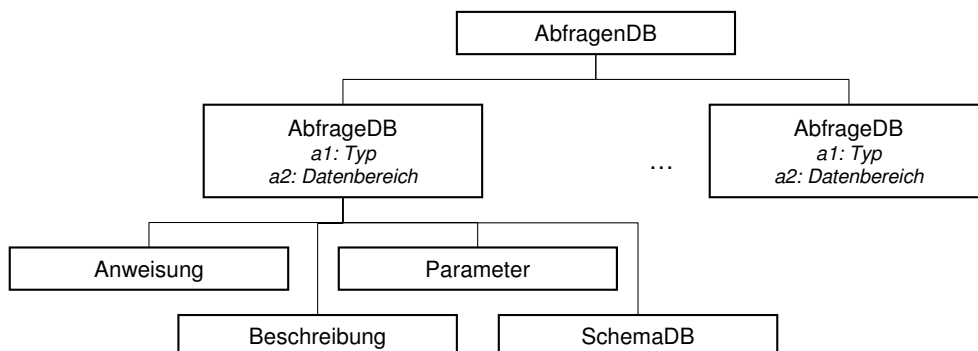 AbfragenDB
AbfrageDB
a1: Typ
a2: Datenbereich
...
AbfrageDB
a1: Typ
a2: Datenbereich
Anweisung
Parameter
Beschreibung
SchemaDB